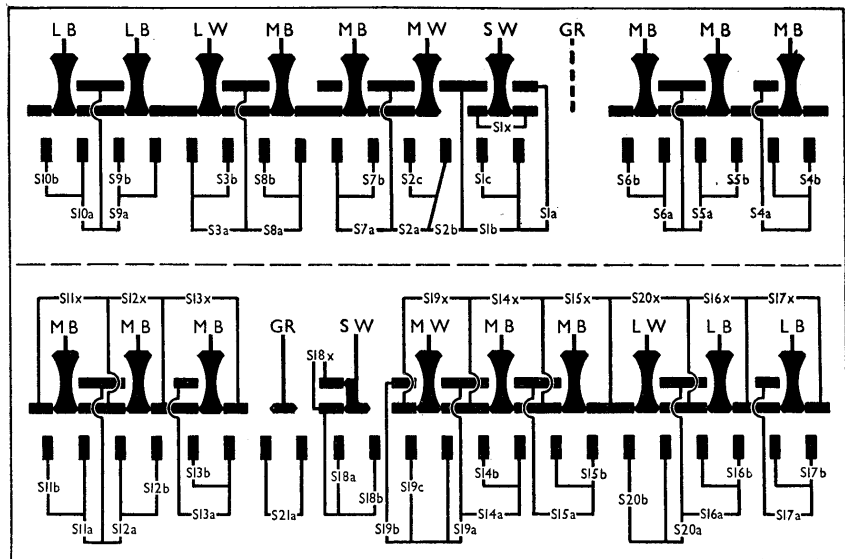 LB LB LW MB MB MW SW GR MB MB MB
S1x
S10b S9b S3b S8b S7b S2c S1c S6b S5b S4b
S10a S9a S6a S5a S4a S1a
S3a S8a S7a S2a S2b S1b
S11x S12x S13x S19x S14x S15x S20x S16x S17x
MB MB MB GR SW MW MB MB LW LB LB
S18x
S11b S12b S13b S18a S18b S19c S14b S15b S20b S16b S17b
S11a S12a S13a S21a S19b S19a S14a S15a S20a S16a S17a